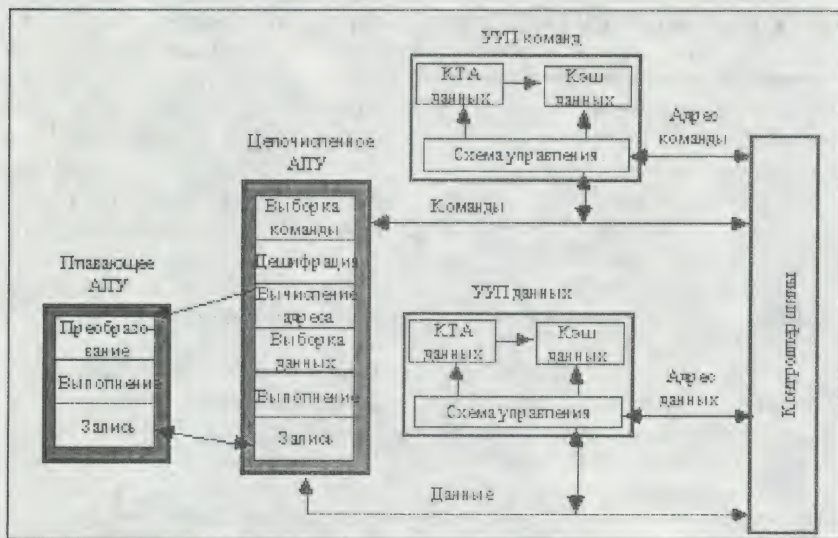 УУП команд
КТА
данных
Кэш
данных
Схема управления
Адрес
команды
Целочисленное
АЛУ
Выборка
команды
Дешифрация
Вычисление
адреса
Выборка
данных
Выполнение
Запись
Команды
Плавающее
АЛУ
Преобразо-
вание
Выполнение
Запись
УУП данных
КТА
данных
Кэш
данных
Схема управления
Адрес
данных
Данные
Контроллер шины